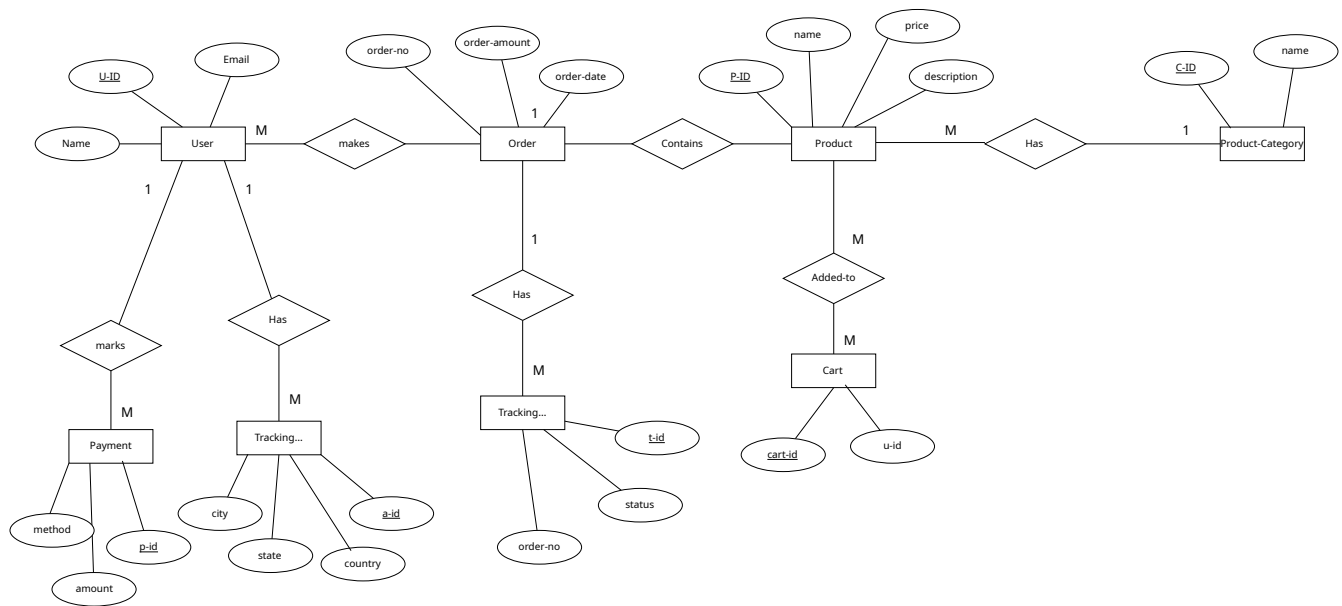 name
price
order-no
order-amount
name
Email
U-ID
order-date
P-ID
description
C-ID
1
Name
User
M
makes
Order
Contains
Product
M
Has
1
Product-Category
1
1
1
M
Added-to
Has
Has
marks
M
Cart
M
M
M
Tracking...
Payment
Tracking...
t-id
cart-id
u-id
status
city
a-id
method
p-id
order-no
state
country
amount